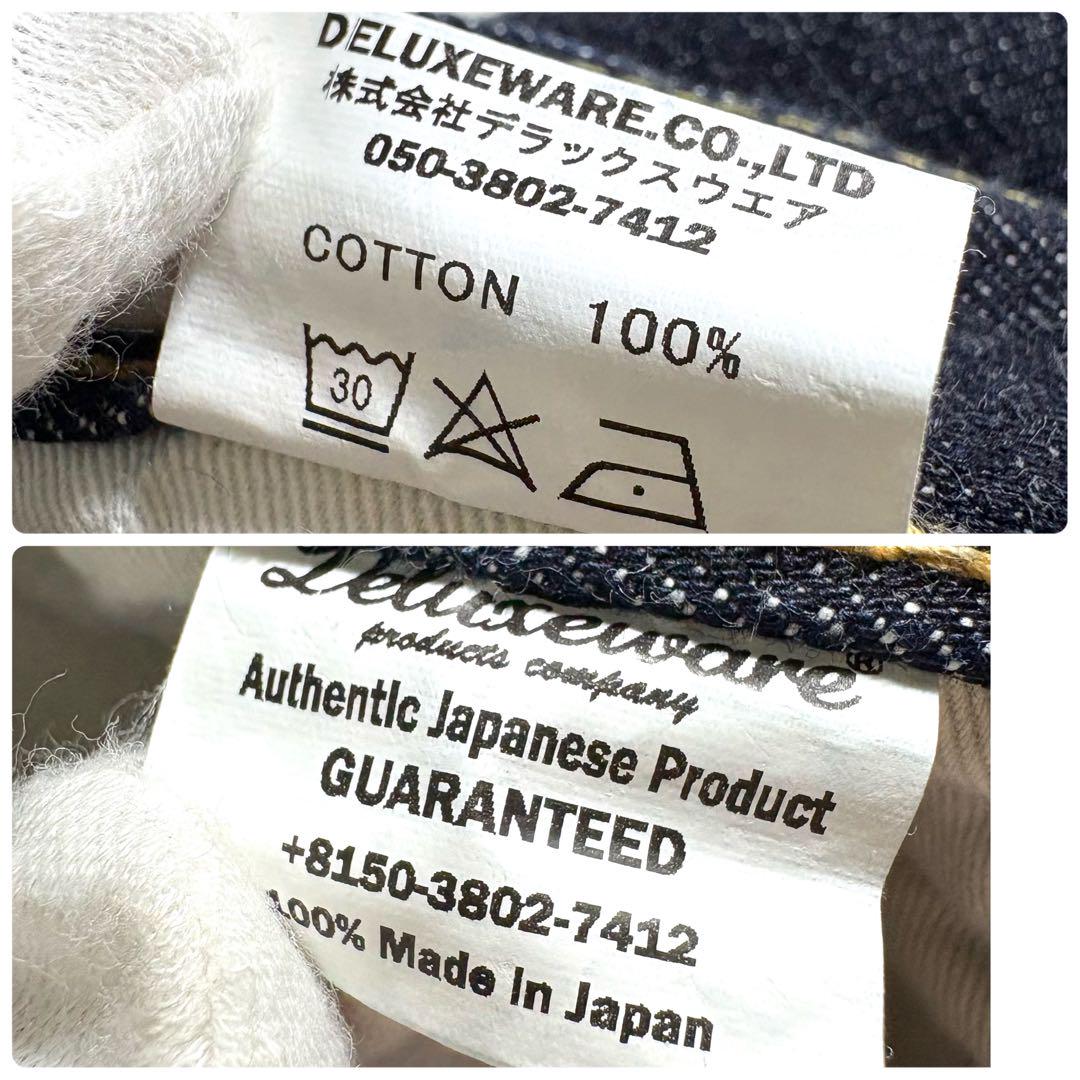 DELUXEWARE.CO.,LTD
株式会社デラックスウエア
050-3802-7412
COTTON 100%
30
Deluxeware®
products company
Authentic Japanese Product
GUARANTEED
+8150-3802-7412
100% Made in Japan